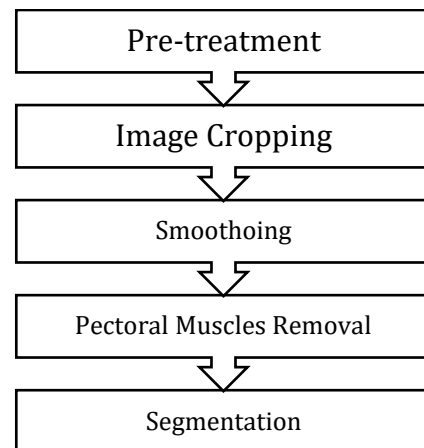 Pre-treatment
Image Cropping
Smoothoing
Pectoral Muscles Removal
Segmentation